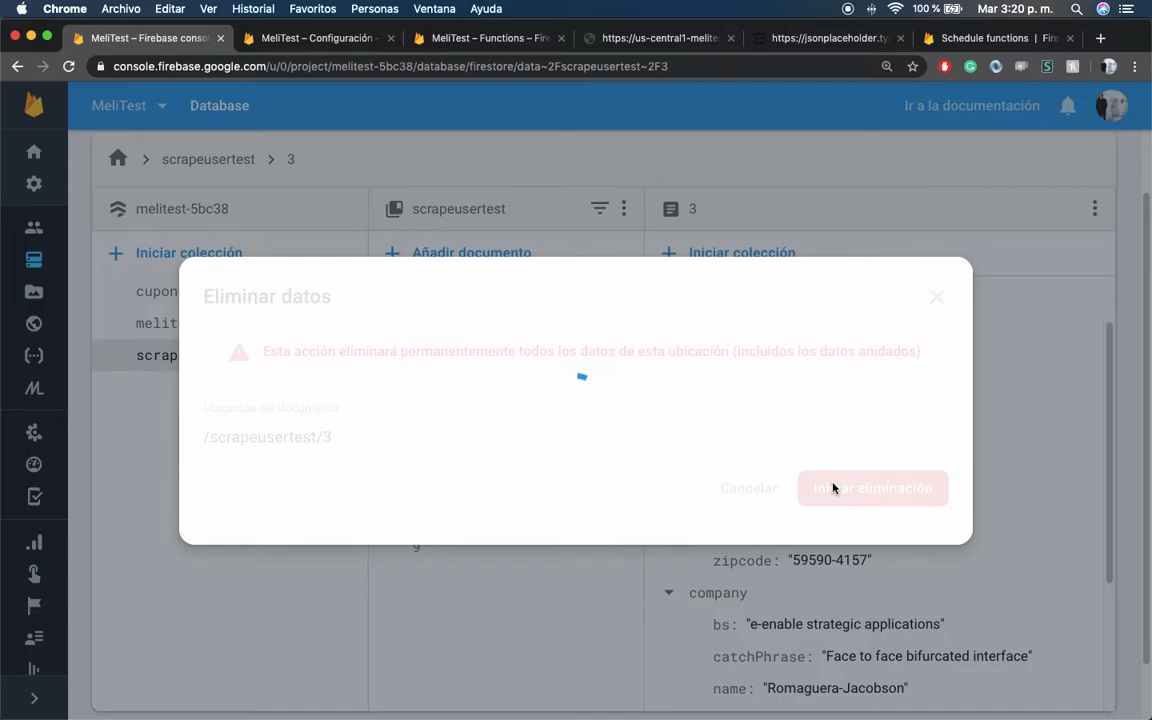 Chrome Archivo Editar Ver Historial Favoritos Personas Ventana Ayuda 100 % Mar 3:20 p. m.
MeliTest – Firebase conso
MeliTest – Configuración -
MeliTest – Functions – Fire
https://us-central1-melites
https://jsonplaceholder.ty
Schedule functions | Fire
console.firebase.google.com/u/0/project/melitest-5bc38/database/firestore/data~2Fscrapeusertest~2F3
MeliTest Database Ir a la documentación
scrapeusertest 3
melitest-5bc38 scrapeusertest 3
Iniciar colección Añadir documento Iniciar colección
cupon
melit
scrap
Eliminar datos
Esta acción eliminará permanentemente todos los datos de esta ubicación (incluidos los datos anidados)
Ubicación del documento
/scrapeusertest/3
Cancelar Iniciar eliminación
9
zipcode: "59590-4157"
company
bs: "e-enable strategic applications"
catchPhrase: "Face to face bifurcated interface"
name: "Romaguera-Jacobson"